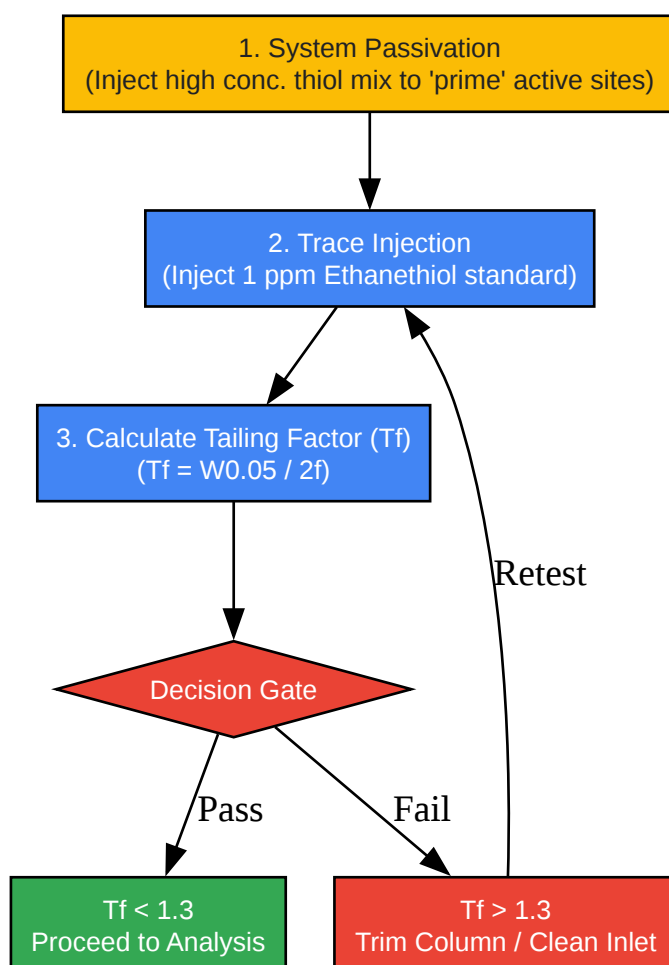 1. System Passivation
(Inject high conc. thiol mix to 'prime' active sites)
2. Trace Injection
(Inject 1 ppm Ethanethiol standard)
3. Calculate Tailing Factor (Tf)
(Tf = W0.05 / 2f)
Retest
Decision Gate
Pass
Fail
Tf < 1.3
Proceed to Analysis
Tf > 1.3
Trim Column / Clean Inlet